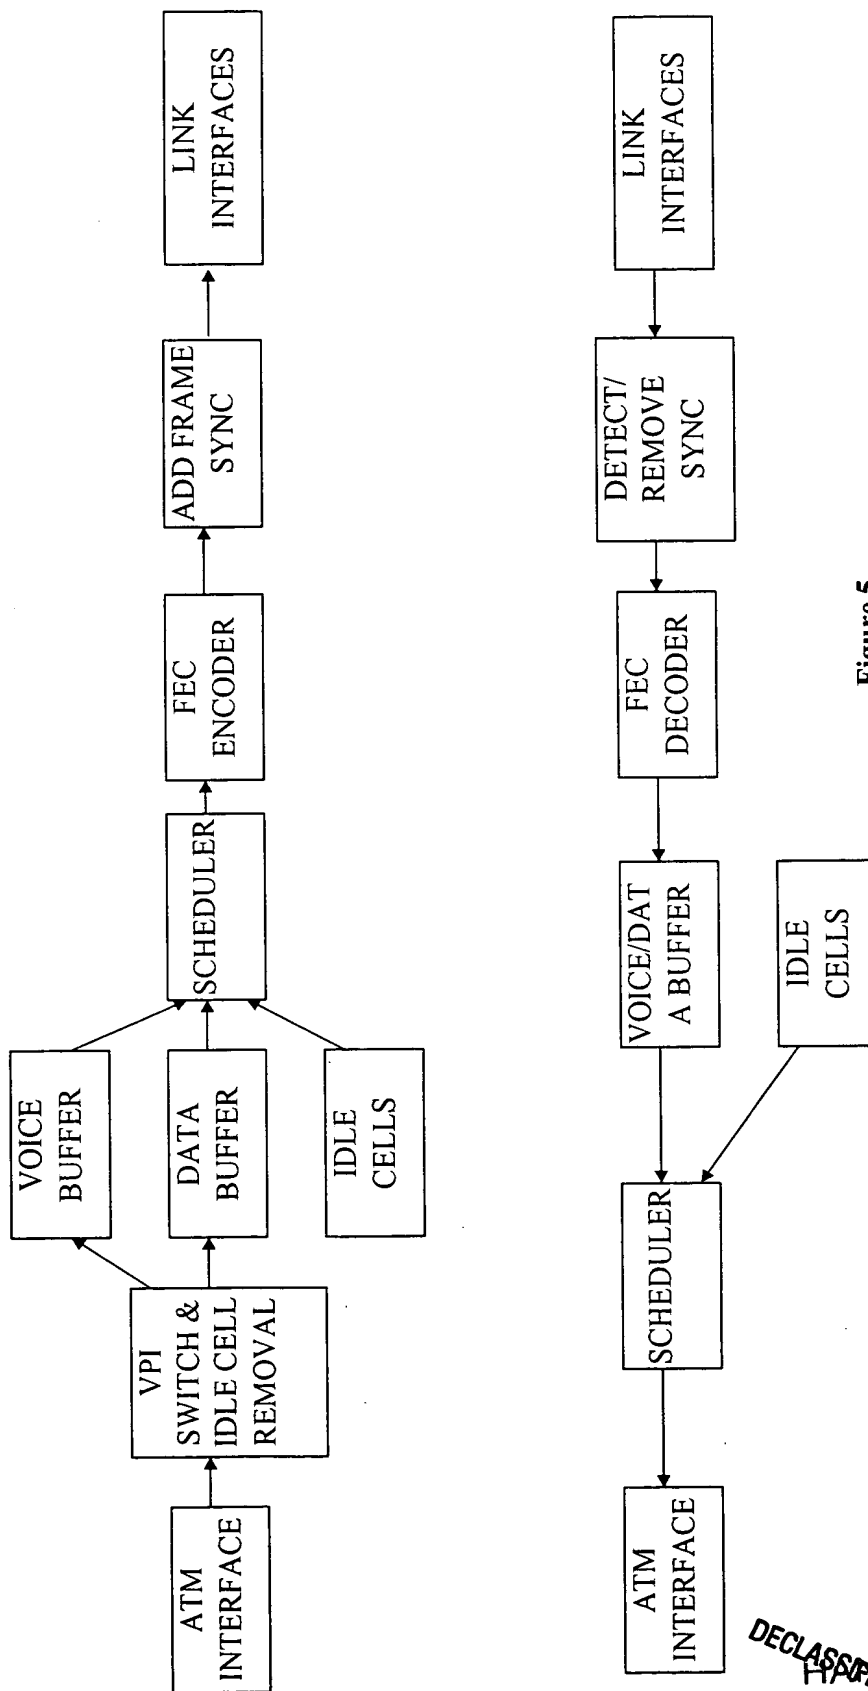 ATM
INTERFACE
VPI
SWITCH &
IDLE CELL
REMOVAL
VOICE
BUFFER
DATA
BUFFER
IDLE
CELLS
SCHEDULER
FEC
ENCODER
ADD FRAME
SYNC
LINK
INTERFACES
ATM
INTERFACE
SCHEDULER
VOICE/DAT
A BUFFER
IDLE
CELLS
FEC
DECODER
DETECT/
REMOVE
SYNC
LINK
INTERFACES
Figure 5